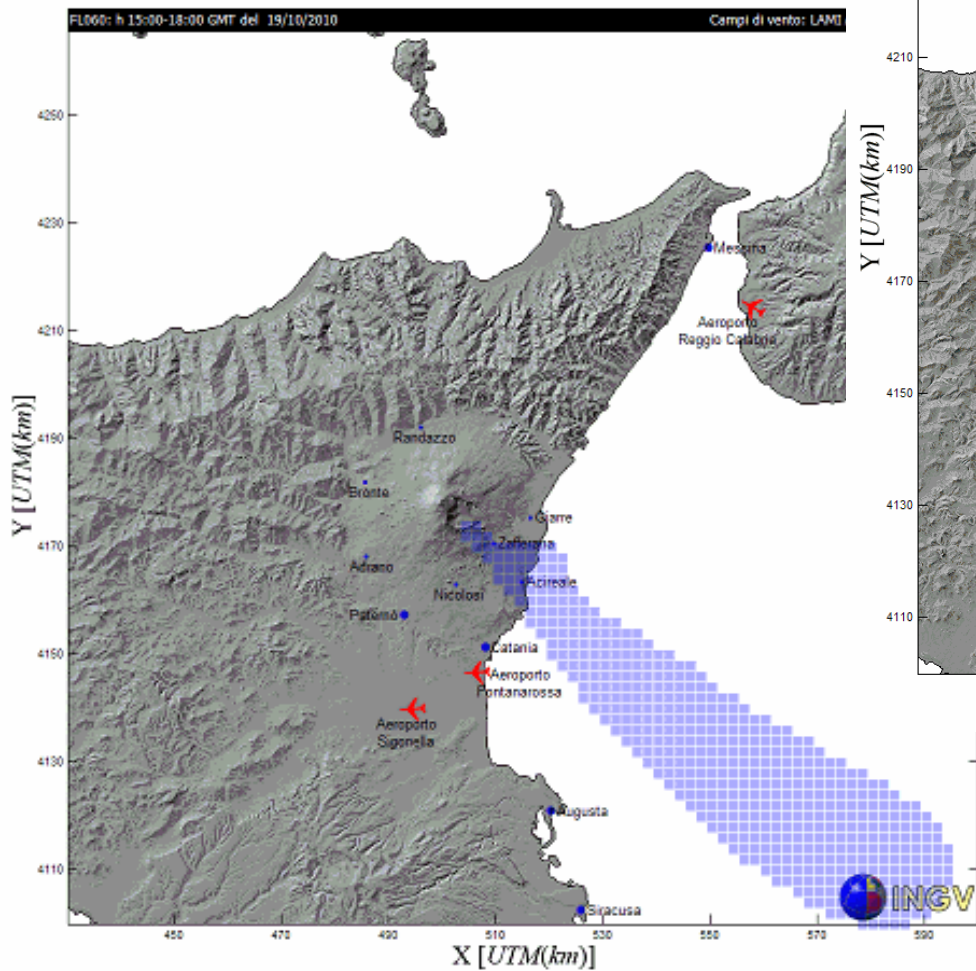 FL060: h 15:00-18:00 GMT del 19/10/2010
Campi di vento: LAMI
4250
4230
4210
4190
4170
4150
4130
4110
Y [UTM(km)]
Messina
Aeroporto
Reggio Calabria
Randazzo
Bronte
Giarre
Zafferana
Adrano
Acireale
Nicolosi
Paternò
Catania
Aeroporto
Fontanarossa
Aeroporto
Sigonella
Augusta
Siracusa
INGV
450
470
490
510
530
550
570
590
X [UTM(km)]
4210
4190
4170
4150
4130
4110
Y [UTM(km)]